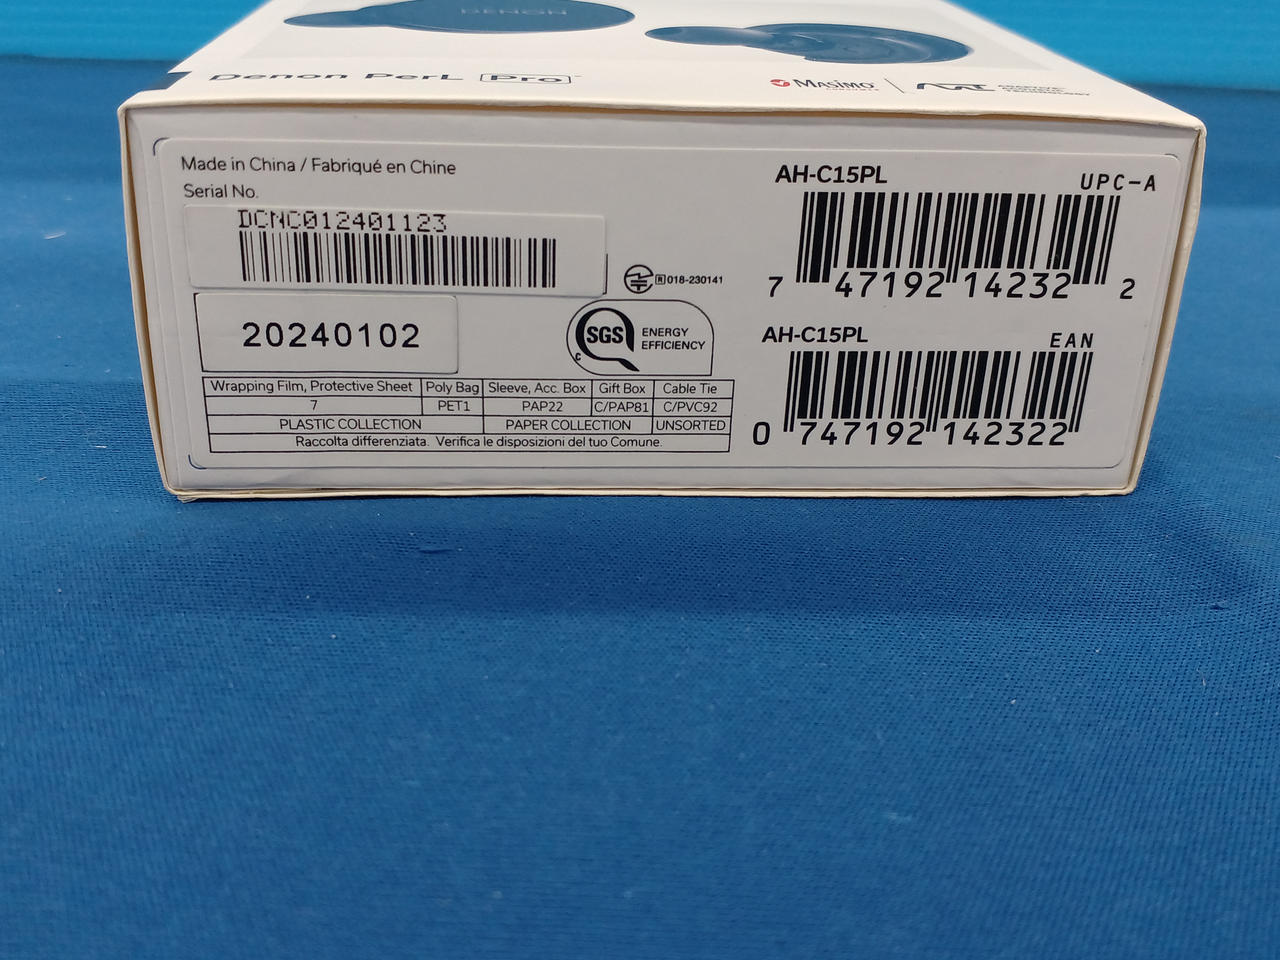 DENON
Denon PerL Pro
MASIMO
CONSUMER
Made in China / Fabriqué en Chine
Serial No.
DCNC012401123
R 018-230141
20240102
SGS
C
ENERGY
EFFICIENCY
AH-C15PL
UPC-A
7 47192 14232 2
AH-C15PL
EAN
0 747192 142322
Wrapping Film, Protective Sheet Poly Bag Sleeve, Acc. Box Gift Box Cable Tie
7 PET1 PAP22 C/PAP81 C/PVC92
PLASTIC COLLECTION PAPER COLLECTION UNSORTED
Raccolta differenziata. Verifica le disposizioni del tuo Comune.